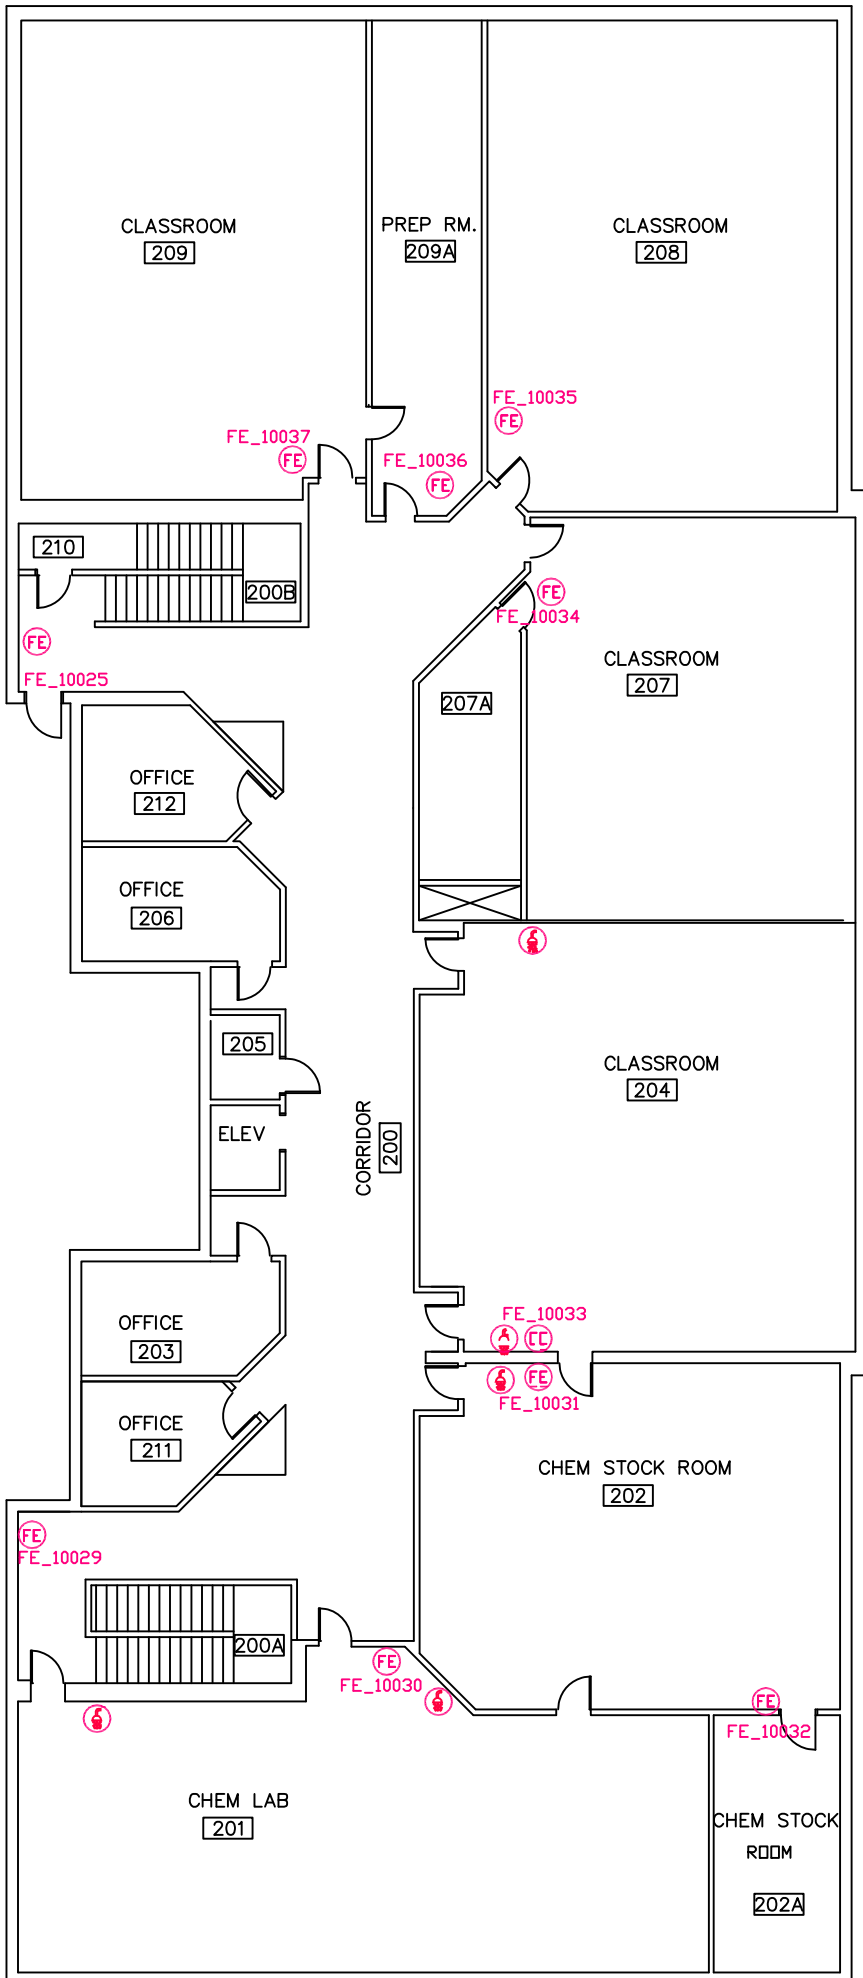 CLASSROOM
209
PREP RM.
209A
CLASSROOM
208
FE_10035
FE
FE_10037
FE
FE_10036
FE
210
200B
FE
FE_10034
FE
FE_10025
CLASSROOM
207
207A
OFFICE
212
OFFICE
206
205
CLASSROOM
204
ELEV
CORRIDOR
200
OFFICE
203
FE_10033
FE
FE_10031
OFFICE
211
CHEM STOCK ROOM
202
FE
FE_10029
200A
FE
FE_10030
FE
FE_10032
CHEM LAB
201
CHEM STOCK
ROOM
202A